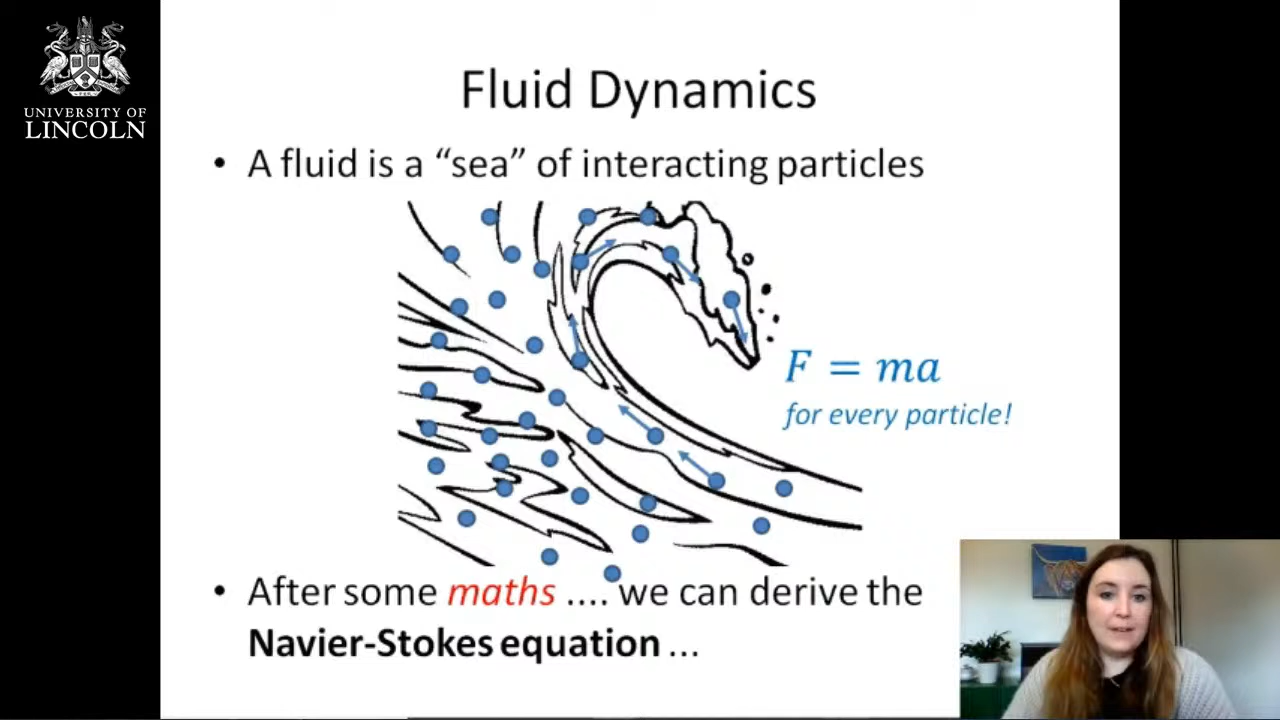 UNIVERSITY OF
LINCOLN
Fluid Dynamics
• A fluid is a “sea” of interacting particles
F = ma
for every particle!
• After some maths .... we can derive the
Navier-Stokes equation ...